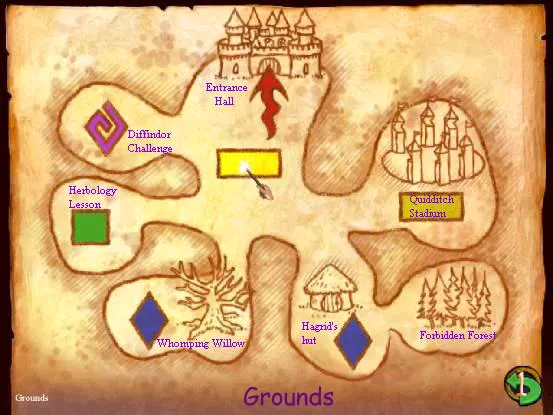 Entrance
Hall
Diffindor
Challenge
Herbology
Lesson
Quidditch
Stadium
Whomping Willow
Hagrid's
hut
Forbidden Forest
1
Grounds
Grounds